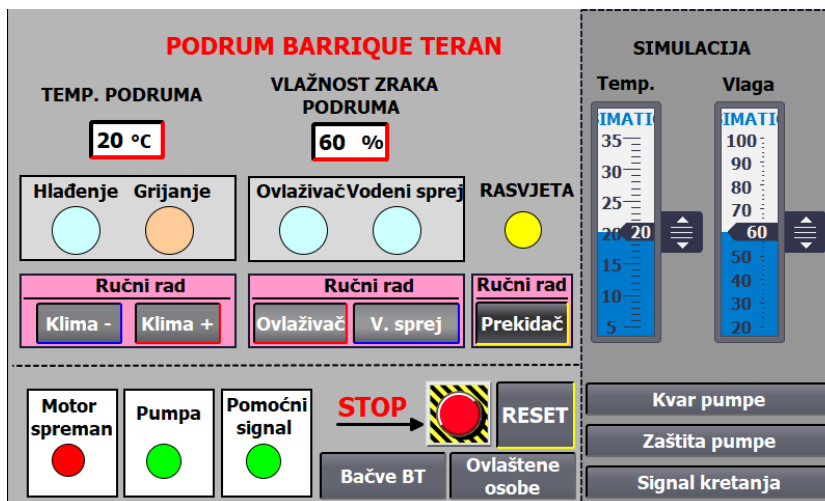 PODRUM BARRIQUE TERAN
TEMP. PODRUMA
VLAŽNOST ZRAKA
PODRUMA
20 °C
60 %
Hlađenje Grijanje
Ovlaživač Vodeni sprej
RASVJETA
Ručni rad
Klima -
Klima +
Ručni rad
Ovlaživač
V. sprej
Ručni rad
Prekidač
Motor
spreman
Pumpa
Pomoćni
signal
STOP
RESET
Bačve BT
Ovlaštene
osobe
SIMULACIJA
Temp.
SIMATI
35
30
25
20
20
15
10
5
Vlaga
IMATI
100
90
80
70
60
50
40
30
20
Kvar pumpe
Zaštita pumpe
Signal kretanja